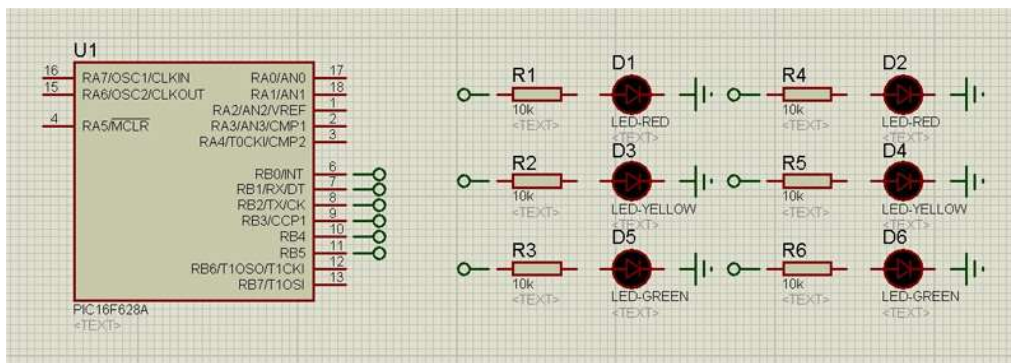 U1
16 RA7/OSC1/CLKIN RA0/AN0 17
15 RA6/OSC2/CLKOUT RA1/AN1 18
RA2/AN2/VREF 1
4 RA5/MCLR RA3/AN3/CMP1 2
RA4/T0CKI/CMP2 3
RB0/INT 6
RB1/RX/DT 7
RB2/TX/CK 8
RB3/CCP1 9
RB4 10
RB5 11
RB6/T1OSO/T1CKI 12
RB7/T1OSI 13
PIC16F628A
<TEXT>
R1 D1 R4 D2
10k LED-RED 10k LED-RED
<TEXT> <TEXT> <TEXT> <TEXT>
R2 D3 R5 D4
10k LED-YELLOW 10k LED-YELLOW
<TEXT> <TEXT> <TEXT> <TEXT>
R3 D5 R6 D6
10k LED-GREEN 10k LED-GREEN
<TEXT> <TEXT> <TEXT> <TEXT>